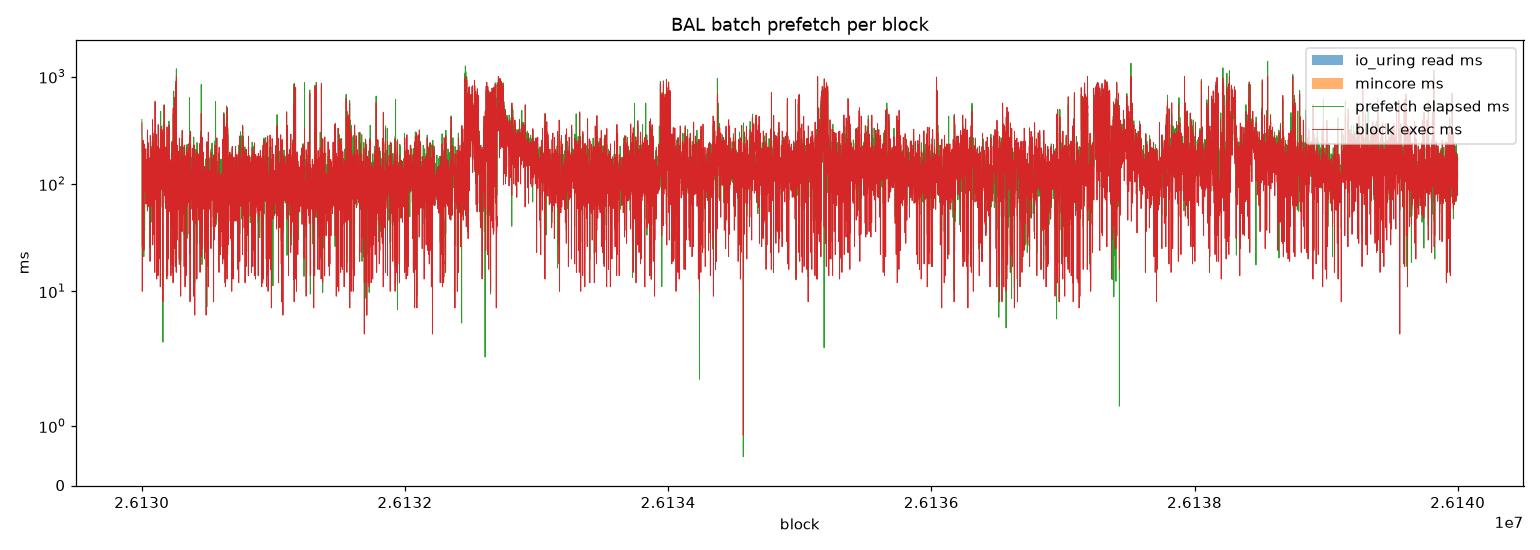 BAL batch prefetch per block
io_uring read ms
mincore ms
prefetch elapsed ms
block exec ms
ms
10³
10²
10¹
10⁰
0
2.6130 2.6132 2.6134 2.6136 2.6138 2.6140
block
1e7